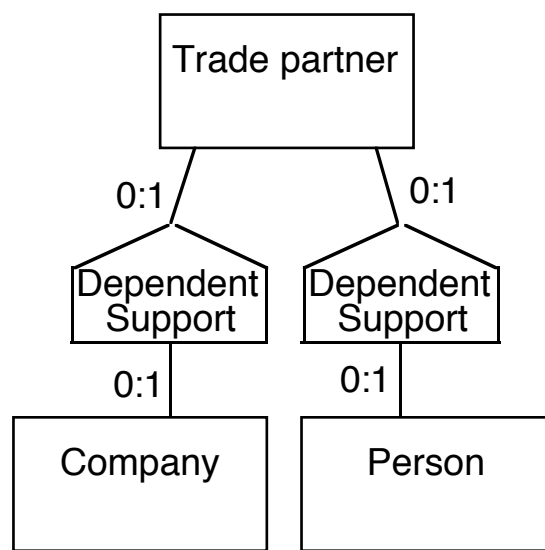 Trade partner
0:1
0:1
Dependent
Support
Dependent
Support
0:1
0:1
Company
Person